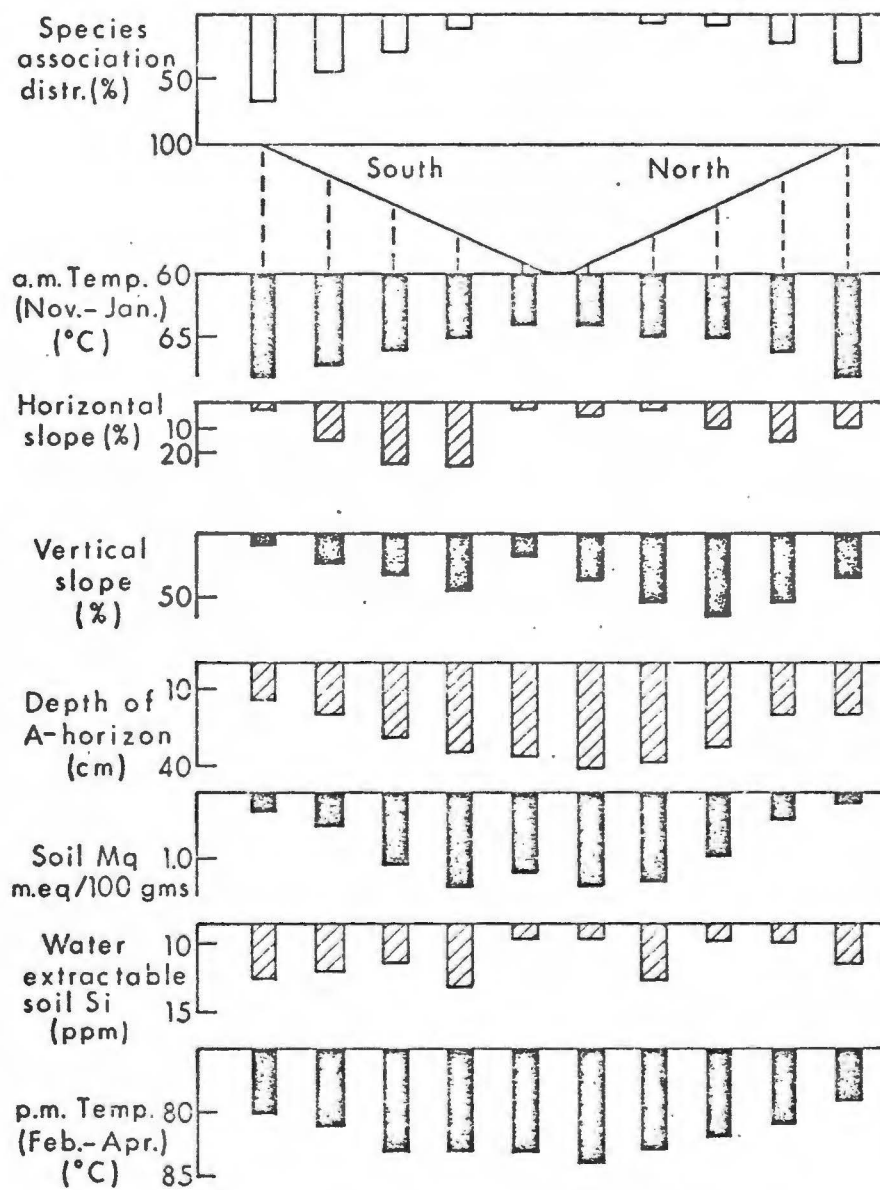 Species
association
distr.(%)
50
100
South
North
a.m. Temp. 60
(Nov.-Jan.)
(°C)
65
Horizontal
slope (%)
10
20
Vertical
slope
(%)
50
Depth of
A-horizon
(cm)
10
40
Soil Mq 1.0
m.eq/100 gms
Water
extractable
soil Si
(ppm)
10
15
p.m. Temp. 80
(Feb.-Apr.)
(°C)
85